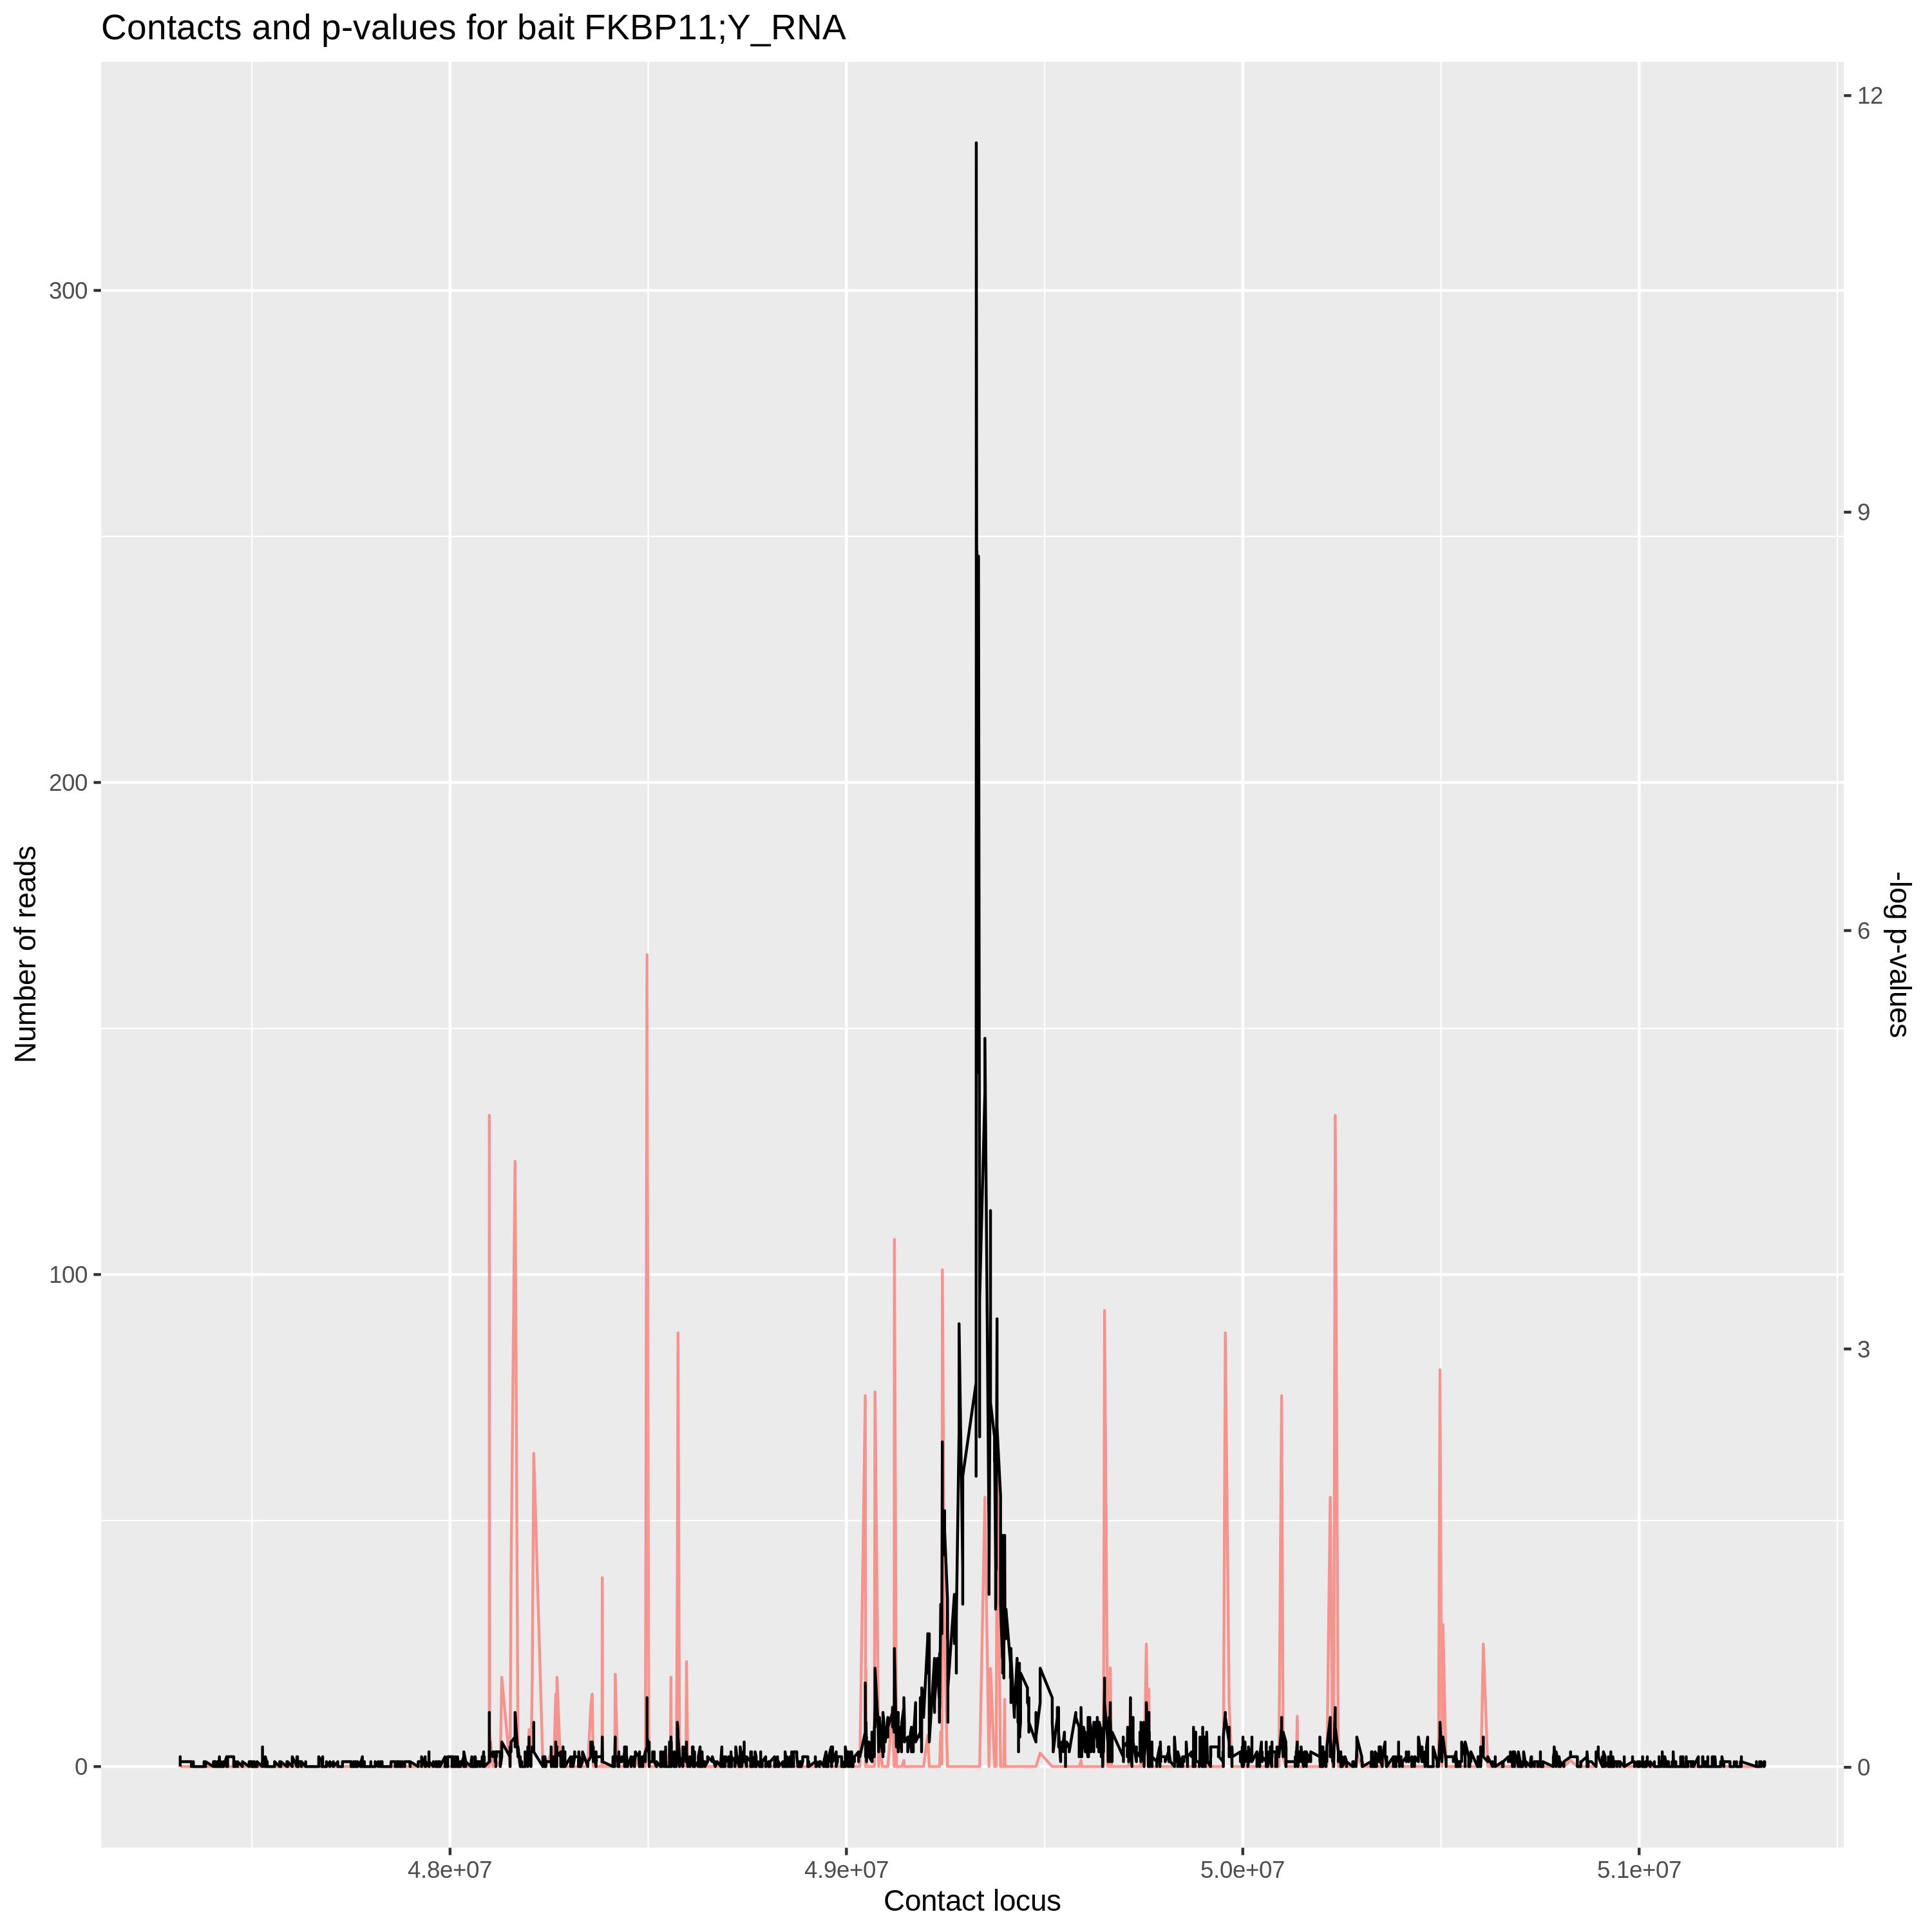 Contacts and p-values for bait FKBP11;Y_RNA
300
200
100
0
Number of reads
12
9
6
3
0
-log p-values
4.8e+07
4.9e+07
5.0e+07
5.1e+07
Contact locus